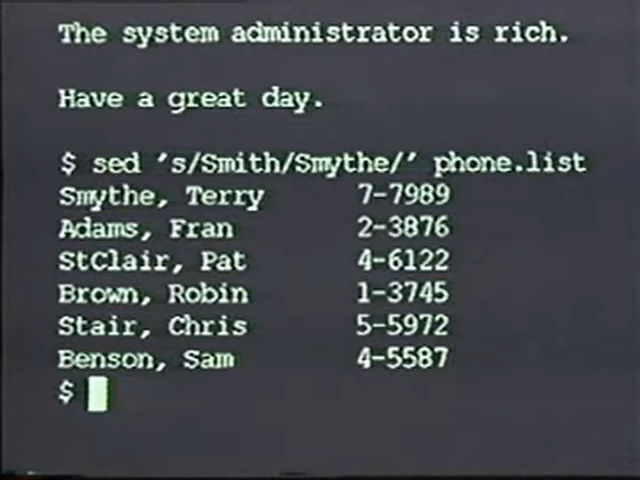 The system administrator is rich.
Have a great day.
$ sed 's/Smith/Smythe/' phone.list
Smythe, Terry 7-7989
Adams, Fran 2-3876
StClair, Pat 4-6122
Brown, Robin 1-3745
Stair, Chris 5-5972
Benson, Sam 4-5587
$